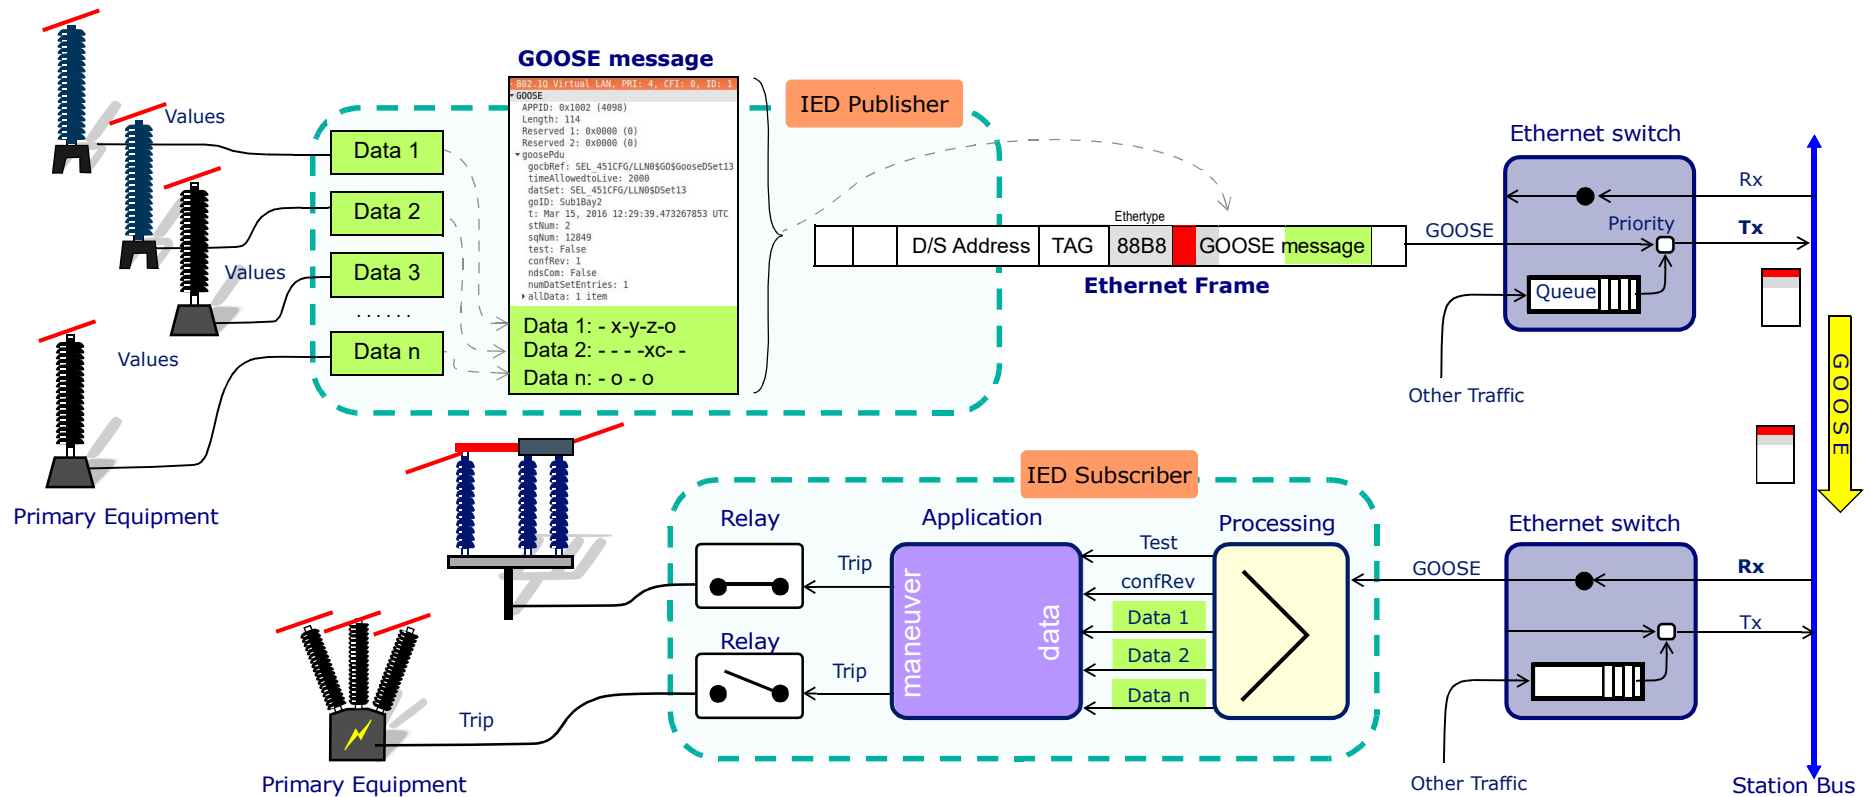 GOOSE message
802.1Q Virtual LAN, PRI: 4, CFI: 0, ID: 1
GOOSE
APPID: 0x1002 (4098)
Length: 114
Reserved 1: 0x0000 (0)
Reserved 2: 0x0000 (0)
goosePdu
gocbRef: SEL_451CFG/LLN0$GO$GooseDSet13
timeAllowedtoLive: 2000
datSet: SEL_451CFG/LLN0$DSet13
goID: Sub1Bay2
t: Mar 15, 2016 12:29:39.473267853 UTC
stNum: 2
sqNum: 12849
test: False
confRev: 1
ndsCom: False
numDatSetEntries: 1
allData: 1 item
Data 1: - x-y-z-o
Data 2: - - - -xc- -
Data n: - o - o
IED Publisher
Values
Values
Values
Data 1
Data 2
Data 3
. . . . . .
Data n
Primary Equipment
Ethertype
D/S Address
TAG
88B8
GOOSE message
Ethernet Frame
Ethernet switch
GOOSE
Rx
Priority
Tx
Queue
Other Traffic
GOOSE
IED Subscriber
Relay
Application
Processing
Trip
maneuver
data
Test
confRev
Data 1
Data 2
Data n
Relay
Trip
Trip
Primary Equipment
Ethernet switch
GOOSE
Rx
Tx
Other Traffic
Station Bus